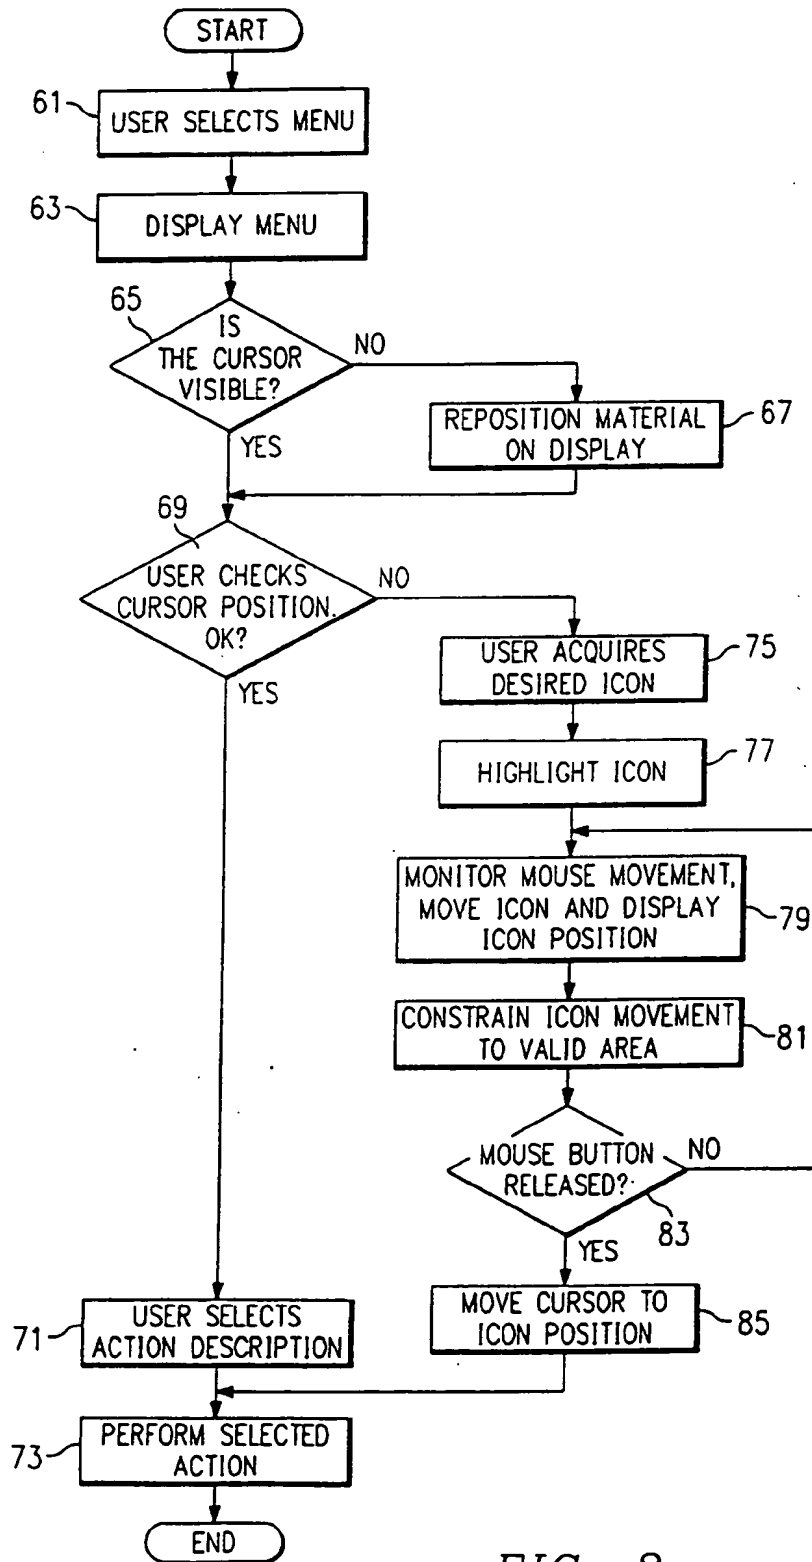 START
61
USER SELECTS MENU
63
DISPLAY MENU
65
IS
THE CURSOR
VISIBLE?
NO
YES
REPOSITION MATERIAL
ON DISPLAY
67
69
USER CHECKS
CURSOR POSITION.
OK?
NO
YES
USER ACQUIRES
DESIRED ICON
75
HIGHLIGHT ICON
77
MONITOR MOUSE MOVEMENT,
MOVE ICON AND DISPLAY
ICON POSITION
79
CONSTRAIN ICON MOVEMENT
TO VALID AREA
81
MOUSE BUTTON
RELEASED?
NO
83
YES
MOVE CURSOR TO
ICON POSITION
85
71
USER SELECTS
ACTION DESCRIPTION
73
PERFORM SELECTED
ACTION
END